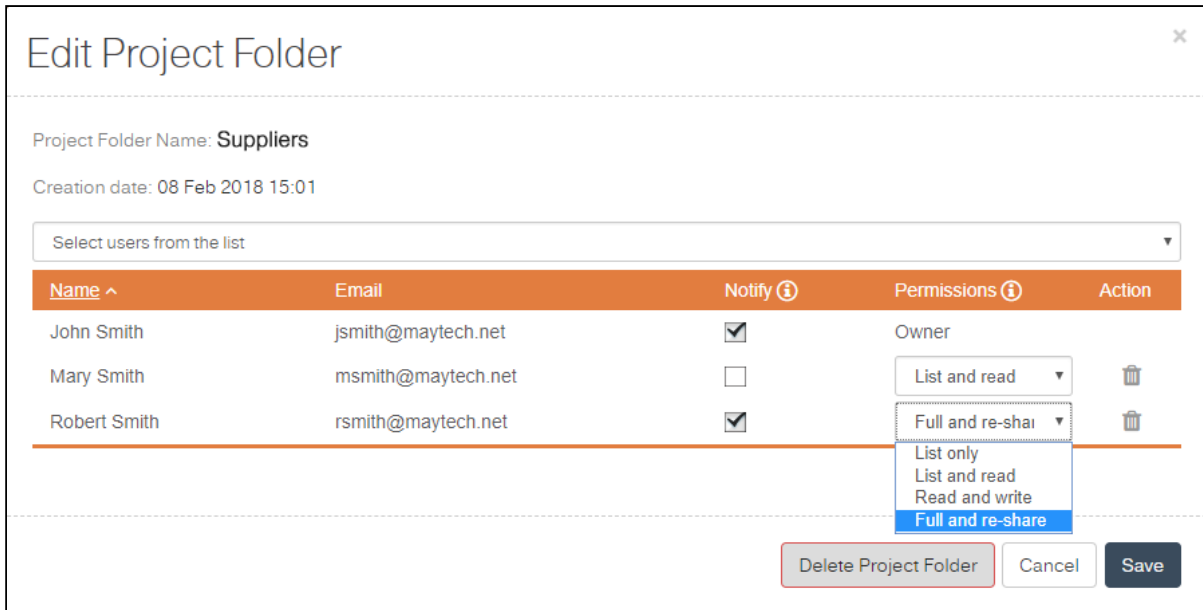 Edit Project Folder
×
Project Folder Name: Suppliers
Creation date: 08 Feb 2018 15:01
Select users from the list
Name Email Notify Permissions Action
John Smith jsmith@maytech.net Owner
Mary Smith msmith@maytech.net List and read
Robert Smith rsmith@maytech.net Full and re-shar
List only
List and read
Read and write
Full and re-share
Delete Project Folder Cancel Save